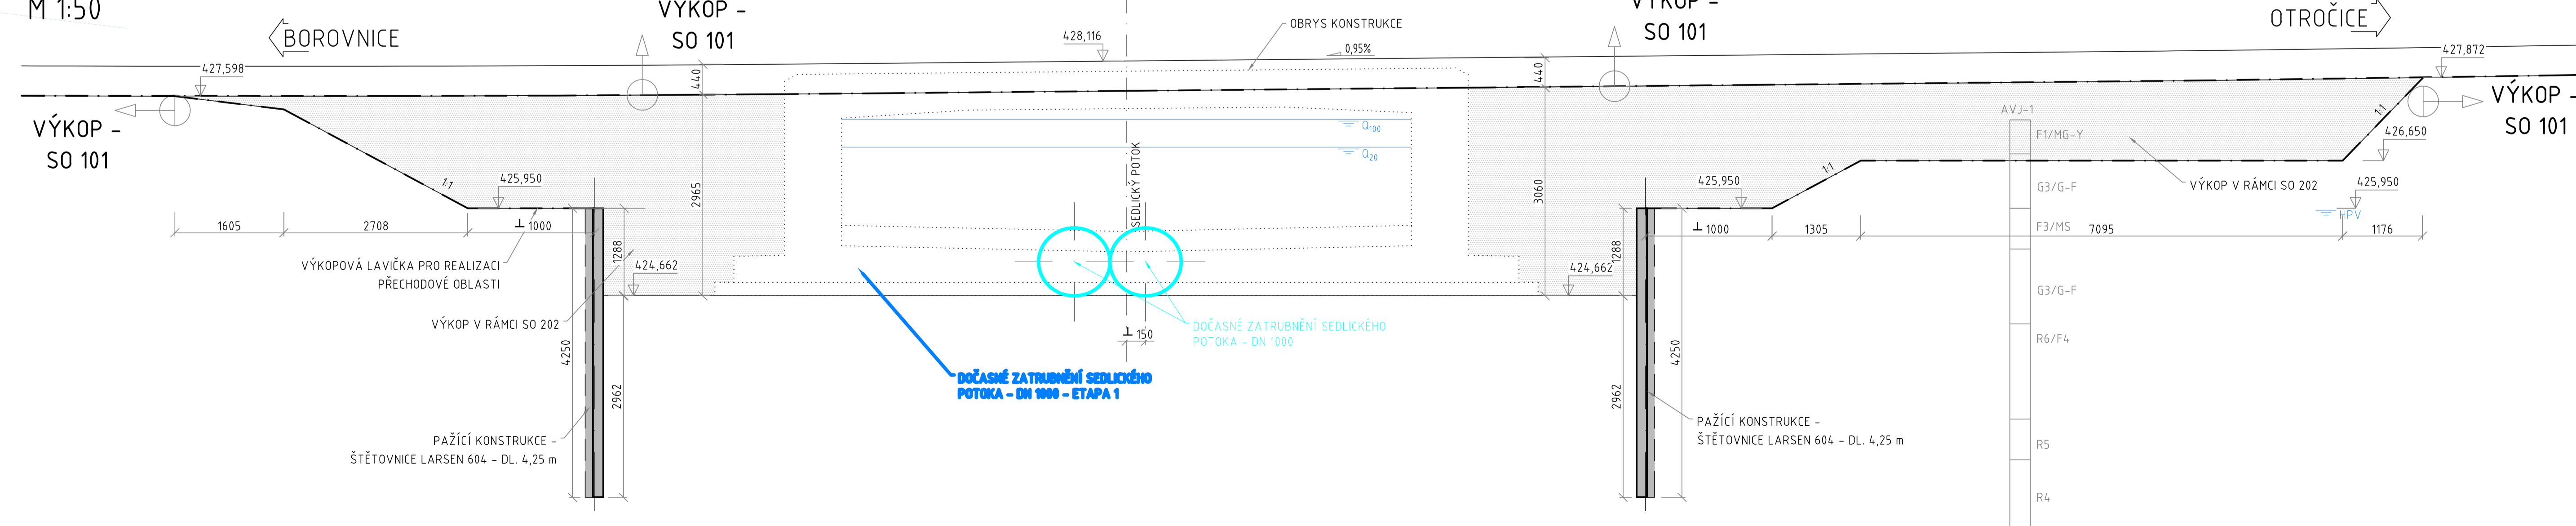 M 1:50
BOROVNICE
VÝKOP -
SO 101
428,116
OBRYS KONSTRUKCE
0,95%
VÝKOP -
SO 101
OTROČICE
427,872
427,598
440
440
VÝKOP -
SO 101
VÝKOP -
SO 101
AVJ-1
1:1
F1/MG-Y
426,650
Q100
Q20
SEDLICKÝ POTOK
2965
3060
1:1
425,950
1:1
425,950
G3/G-F
VÝKOP V RÁMCI SO 202
425,950
HPV
F3/MS
1605
2708
⊥ 1000
1288
⊥ 1000
1305
7095
1176
1288
VÝKOPOVÁ LAVIČKA PRO REALIZACI
PŘECHODOVÉ OBLASTI
424,662
424,662
G3/G-F
VÝKOP V RÁMCI SO 202
⊥ 150
DOČASNÉ ZATRUBNĚNÍ SEDLICKÉHO
POTOKA - DN 1000
R6/F4
4250
4250
DOČASNÉ ZATRUBNĚNÍ SEDLICKÉHO
POTOKA - DN 1000 - ETAPA 1
2962
2962
PAŽÍCÍ KONSTRUKCE -
ŠTĚTOVNICE LARSEN 604 - DL. 4,25 m
PAŽÍCÍ KONSTRUKCE -
ŠTĚTOVNICE LARSEN 604 - DL. 4,25 m
R5
R4